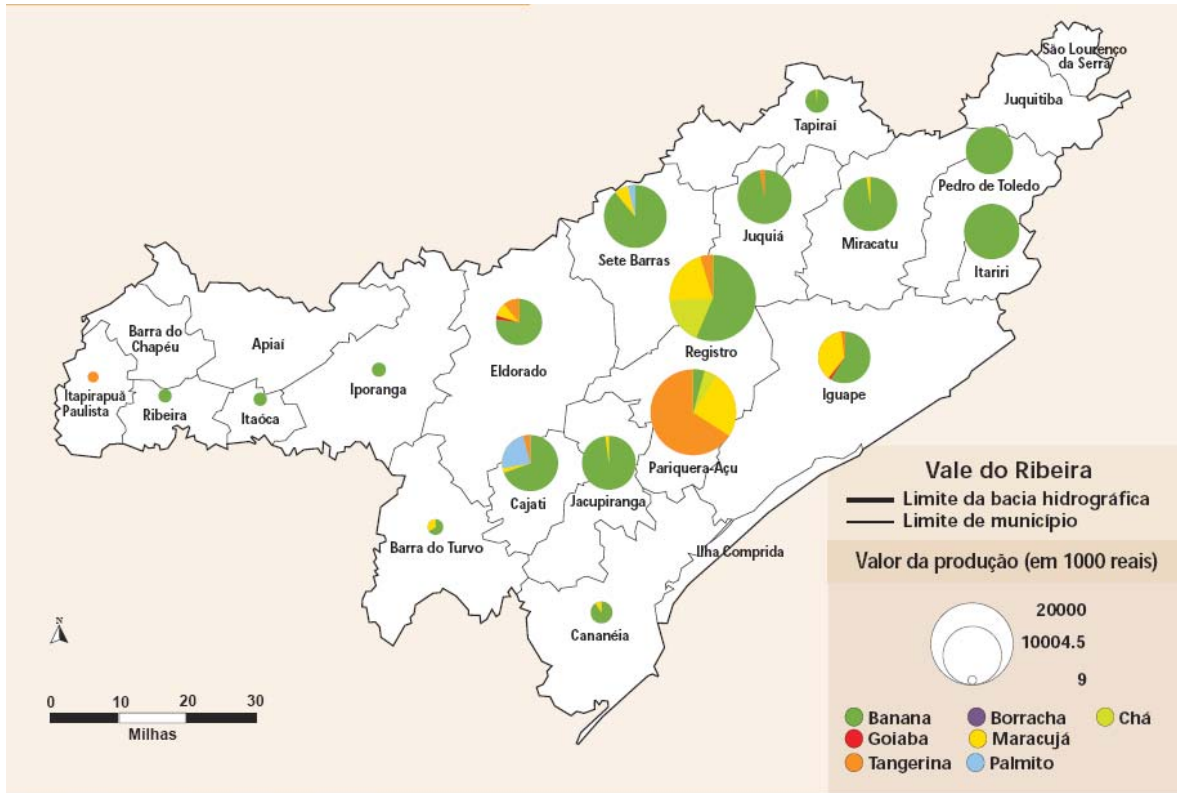 São Lourenço
da Serra
Juquitiba
Tapiraí
Pedro de Toledo
Juquiá
Miracatu
Sete Barras
Itariri
Registro
Eldorado
Iguape
Barra do
Chapéu
Apiaí
Iporanga
Itapirapuã
Paulista
Ribeira
Itaóca
Pariquera-Açu
Cajati
Jacupiranga
Barra do Turvo
Ilha Comprida
Cananéia
N
0 10 20 30
Milhas
Vale do Ribeira
Limite da bacia hidrográfica
Limite de município
Valor da produção (em 1000 reais)
20000
10004.5
9
Banana Borracha Chá
Goiaba Maracujá
Tangerina Palmito